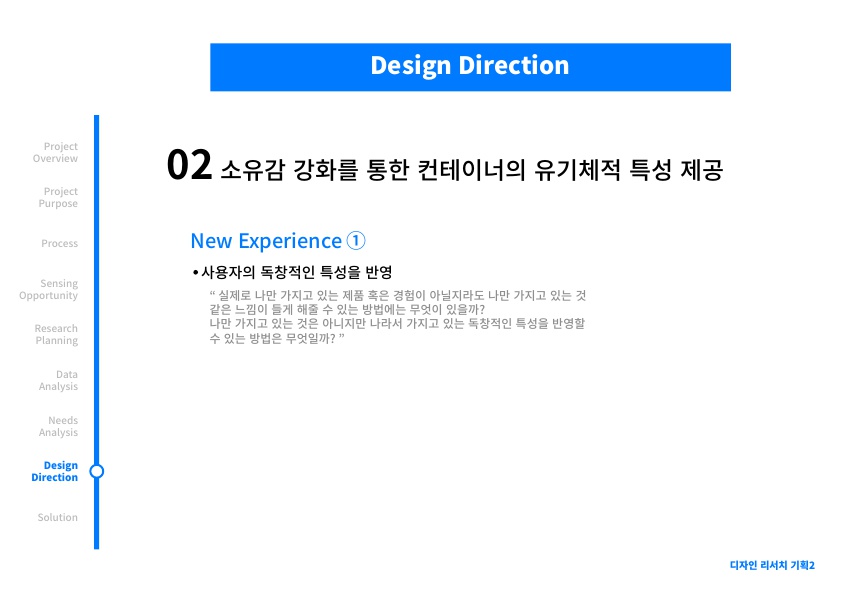 Design Direction
Project
Overview
Project
Purpose
Process
Sensing
Opportunity
Research
Planning
Data
Analysis
Needs
Analysis
Design
Direction
Solution
02 소유감 강화를 통한 컨테이너의 유기체적 특성 제공
New Experience ①
• 사용자의 독창적인 특성을 반영
“ 실제로 나만 가지고 있는 제품 혹은 경험이 아닐지라도 나만 가지고 있는 것
같은 느낌이 들게 해줄 수 있는 방법에는 무엇이 있을까?
나만 가지고 있는 것은 아니지만 나라서 가지고 있는 독창적인 특성을 반영할
수 있는 방법은 무엇일까? ”
디자인 리서치 기획2